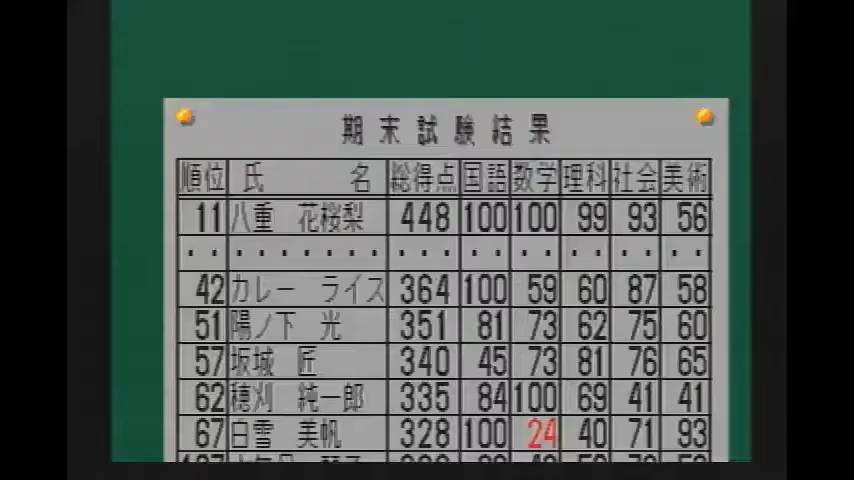 期末試験結果
順位 氏 名 総得点 国語 数学 理科 社会 美術
11 八重 花桜梨 448 100 100 99 93 56
・・ ・・・・・・・ ・・・ ・・ ・・ ・・ ・・ ・・
42 カレー ライス 364 100 59 60 87 58
51 陽ノ下 光 351 81 73 62 75 60
57 坂城 匠 340 45 73 81 76 65
62 穂刈 純一郎 335 84 100 69 41 41
67 白雪 美帆 328 100 24 40 71 93